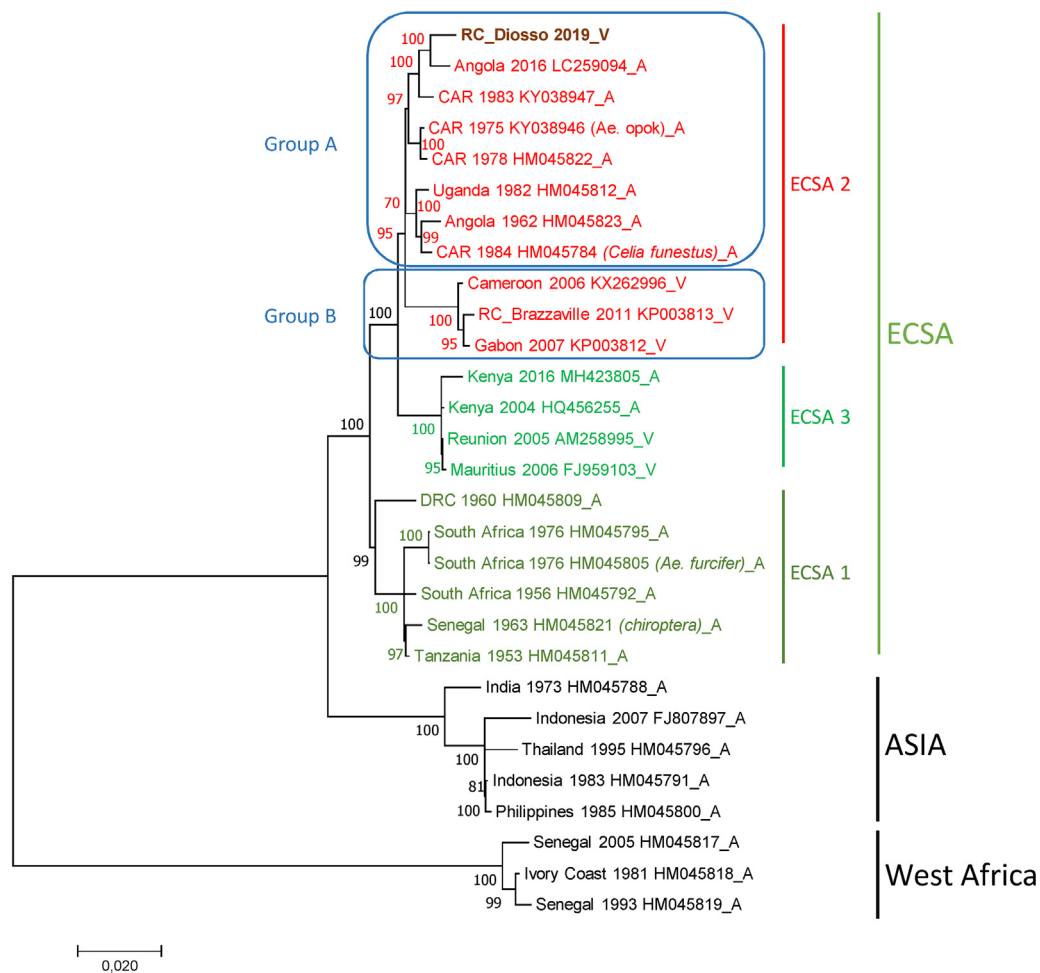 100
RC_Diosso 2019_V
100
Angola 2016 LC259094_A
CAR 1983 KY038947_A
97
CAR 1975 KY038946 (Ae. opok)_A
Group A
100
CAR 1978 HM045822_A
ECSA 2
Uganda 1982 HM045812_A
70
100
Angola 1962 HM045823_A
95
99
CAR 1984 HM045784 (Celia funestus)_A
Cameroon 2006 KX262996_V
Group B
100
RC_Brazzaville 2011 KP003813_V
100
95
Gabon 2007 KP003812_V
ECSA
Kenya 2016 MH423805_A
Kenya 2004 HQ456255_A
ECSA 3
100
100
Reunion 2005 AM258995_V
95
Mauritius 2006 FJ959103_V
DRC 1960 HM045809_A
100
South Africa 1976 HM045795_A
99
South Africa 1976 HM045805 (Ae. furcifer)_A
ECSA 1
South Africa 1956 HM045792_A
100
Senegal 1963 HM045821 (chiroptera)_A
97
Tanzania 1953 HM045811_A
India 1973 HM045788_A
100
Indonesia 2007 FJ807897_A
ASIA
100
Thailand 1995 HM045796_A
81
Indonesia 1983 HM045791_A
100
Philippines 1985 HM045800_A
Senegal 2005 HM045817_A
100
Ivory Coast 1981 HM045818_A
West Africa
99
Senegal 1993 HM045819_A
0,020